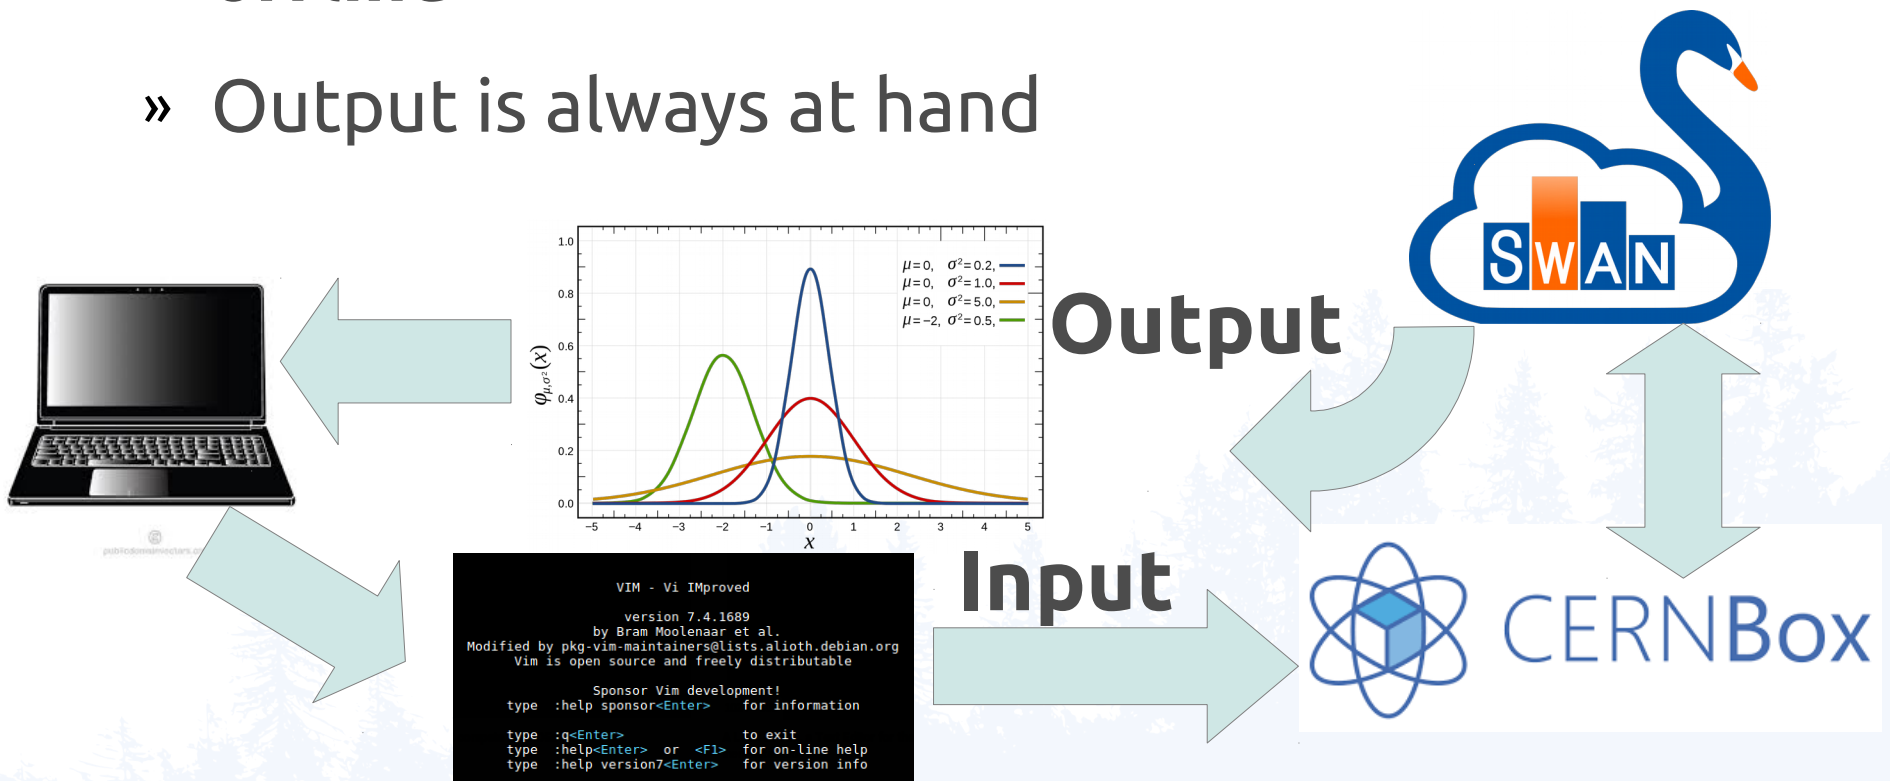 » Output is always at hand
SWAN
1.0
0.8
0.6
0.4
0.2
0.0
φμ,σ²(x)
μ=0, σ²=0.2,
μ=0, σ²=1.0,
μ=0, σ²=5.0,
μ=−2, σ²=0.5,
−5 −4 −3 −2 −1 0 1 2 3 4 5
x
Output
Input
VIM - Vi IMproved
version 7.4.1689
by Bram Moolenaar et al.
Modified by pkg-vim-maintainers@lists.alioth.debian.org
Vim is open source and freely distributable
Sponsor Vim development!
type :help sponsor<Enter> for information
type :q<Enter> to exit
type :help<Enter> or <F1> for on-line help
type :help version7<Enter> for version info
CERNBox